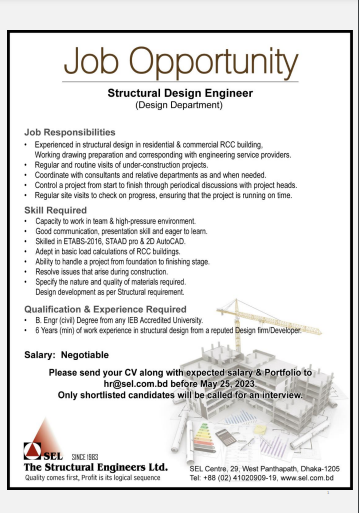 Job Opportunity
Structural Design Engineer
(Design Department)
Job Responsibilities
• Experienced in structural design in residential & commercial RCC building,
Working drawing preparation and corresponding with engineering service providers.
• Regular and routine visits of under-construction projects.
• Coordinate with consultants and relative departments as and when needed.
• Control a project from start to finish through periodical discussions with project heads.
• Regular site visits to check on progress, ensuring that the project is running on time.
Skill Required
• Capacity to work in team & high-pressure environment.
• Good communication, presentation skill and eager to learn.
• Skilled in ETABS-2016, STAAD pro & 2D AutoCAD.
• Adept in basic load calculations of RCC buildings.
• Ability to handle a project from foundation to finishing stage.
• Resolve issues that arise during construction.
• Specify the nature and quality of materials required.
Design development as per Structural requirement.
Qualification & Experience Required
• B. Engr (civil) Degree from any IEB Accredited University.
• 6 Years (min) of work experience in structural design from a reputed Design firm/Developer.
Salary: Negotiable
Please send your CV along with expected salary & Portfolio to
hr@sel.com.bd before May 25, 2023
Only shortlisted candidates will be called for an interview.
SEL SINCE 1983
The Structural Engineers Ltd.
Quality comes first, Profit is its logical sequence
SEL Centre, 29, West Panthapath, Dhaka-1205
Tel: +88 (02) 41020909-19, www.sel.com.bd
1